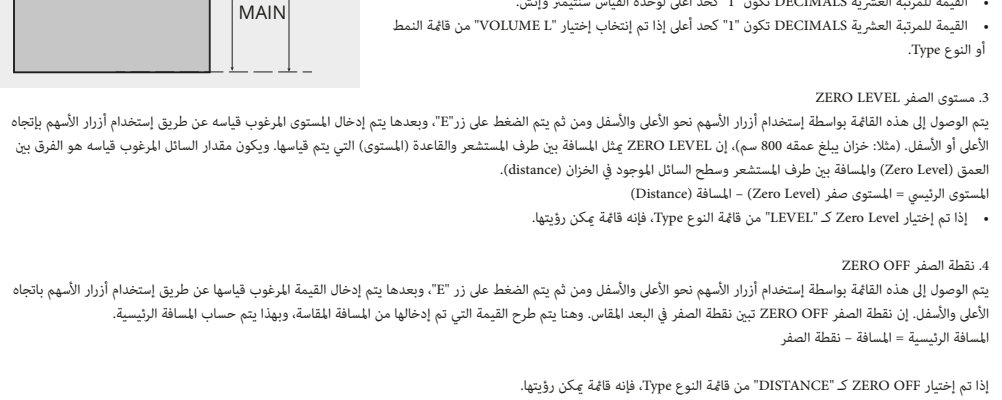 MAIN
• القيمة للمرتبة العشرية DECIMALS تكون "1" كحد أعلى لوحدة القياس سنتيمتر وإنش.
• القيمة للمرتبة العشرية DECIMALS تكون "1" كحد أعلى إذا تم إنتخاب إختيار "VOLUME L" من قائمة النمط
أو النوع Type.
3. مستوى الصفر ZERO LEVEL
يتم الوصول إلى هذه القائمة بواسطة إستخدام أزرار الأسهم نحو الأعلى والأسفل ومن ثم يتم الضغط على زر"E"، وبعدها يتم إدخال المستوى المرغوب قياسه عن طريق إستخدام أزرار الأسهم بإتجاه
الأعلى أو الأسفل. (مثلا: خزان يبلغ عمقه 800 سم)، إن ZERO LEVEL يمثل المسافة بين طرف المستشعر والقاعدة (المستوى) التي يتم قياسها. ويكون مقدار السائل المرغوب قياسه هو الفرق بين
العمق (Zero Level) والمسافة بين طرف المستشعر وسطح السائل الموجود في الخزان (distance).
المستوى الرئيسي = المستوى صفر (Zero Level) – المسافة (Distance)
• إذا تم إختيار Zero Level كـ "LEVEL" من قائمة النوع Type، فإنه قائمة يمكن رؤيتها.
4. نقطة الصفر ZERO OFF
يتم الوصول إلى هذه القائمة بواسطة إستخدام أزرار الأسهم نحو الأعلى والأسفل ومن ثم يتم الضغط على زر "E"، وبعدها يتم إدخال القيمة المرغوب قياسها عن طريق إستخدام أزرار الأسهم باتجاه
الأعلى والأسفل. إن نقطة الصفر ZERO OFF تبين نقطة الصفر في البعد المقاس. وهنا يتم طرح القيمة التي تم إدخالها من المسافة المقاسة، وبهذا يتم حساب المسافة الرئيسية.
المسافة الرئيسية = المسافة – نقطة الصفر
إذا تم إختيار ZERO OFF كـ "DISTANCE" من قائمة النوع Type، فإنه قائمة يمكن رؤيتها.